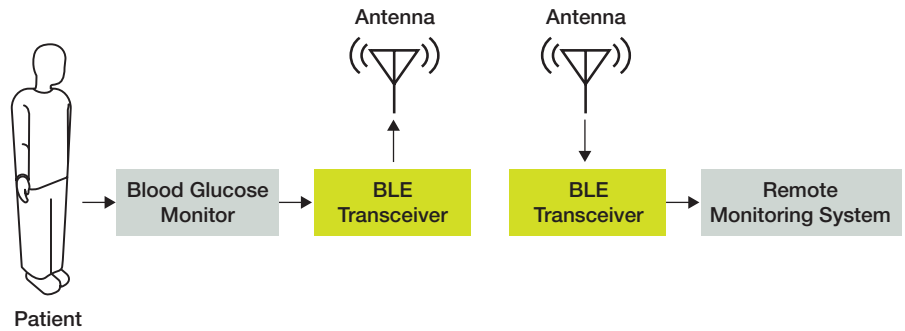 Antenna
Antenna
Blood Glucose
Monitor
BLE
Transceiver
BLE
Transceiver
Remote
Monitoring System
Patient